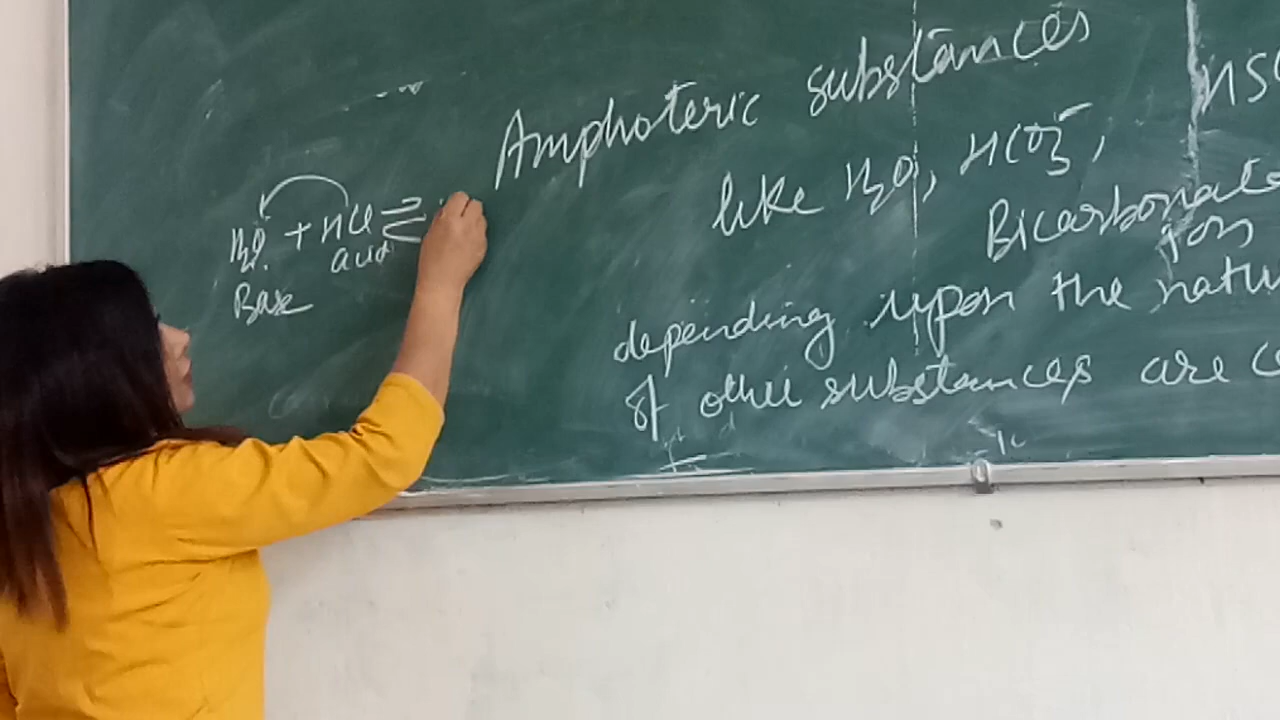 Amphoteric substances
like H2O, HCO3-, HSO
Bicarbonate
ion
depending upon the natu
of other substances are c
H2O + HCl ⇌
Base acid